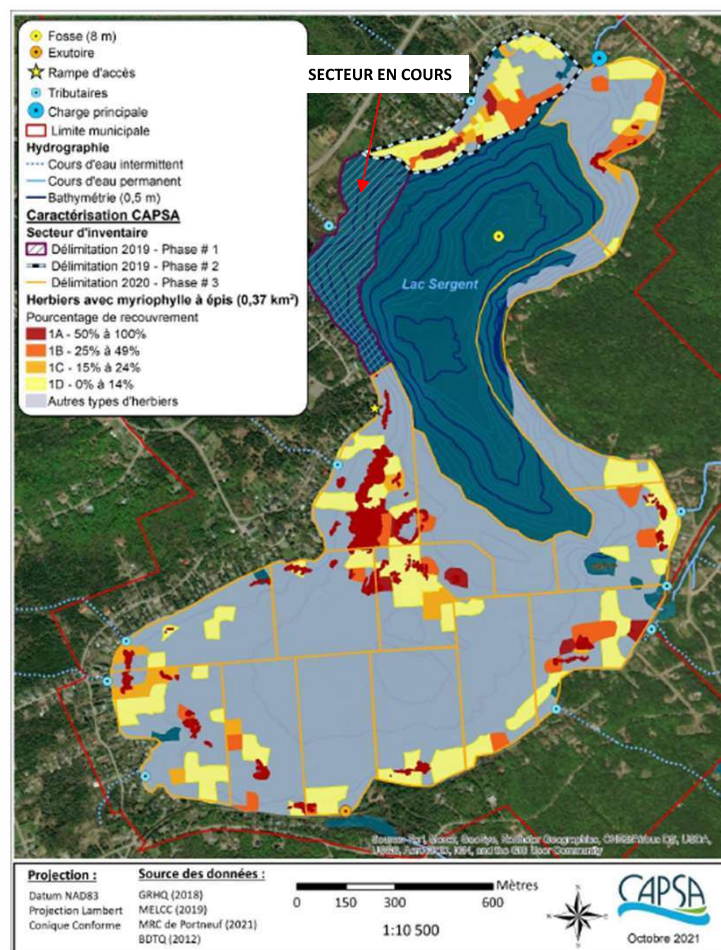 Fosse (8 m)
Exutoire
Rampe d'accès
Tributaires
Charge principale
Limite municipale
Hydrographie
Cours d'eau intermittent
Cours d'eau permanent
Bathymétrie (0,5 m)
Caractérisation CAPSA
Secteur d'inventaire
Délimitation 2019 - Phase # 1
Délimitation 2019 - Phase # 2
Délimitation 2020 - Phase # 3
Herbiers avec myriophylle à épis (0,37 km²)
Pourcentage de recouvrement
1A - 50% à 100%
1B - 25% à 49%
1C - 15% à 24%
1D - 0% à 14%
Autres types d'herbiers
SECTEUR EN COURS
Lac Sergent
and the GIS User Community
Projection :
Datum NAD83
Projection Lambert
Conique Conforme
Source des données :
GRHQ (2018)
MELCC (2019)
MRC de Portneuf (2021)
BDTQ (2012)
Mètres
0 150 300 600
1:10 500
N
CAPSA
Octobre 2021